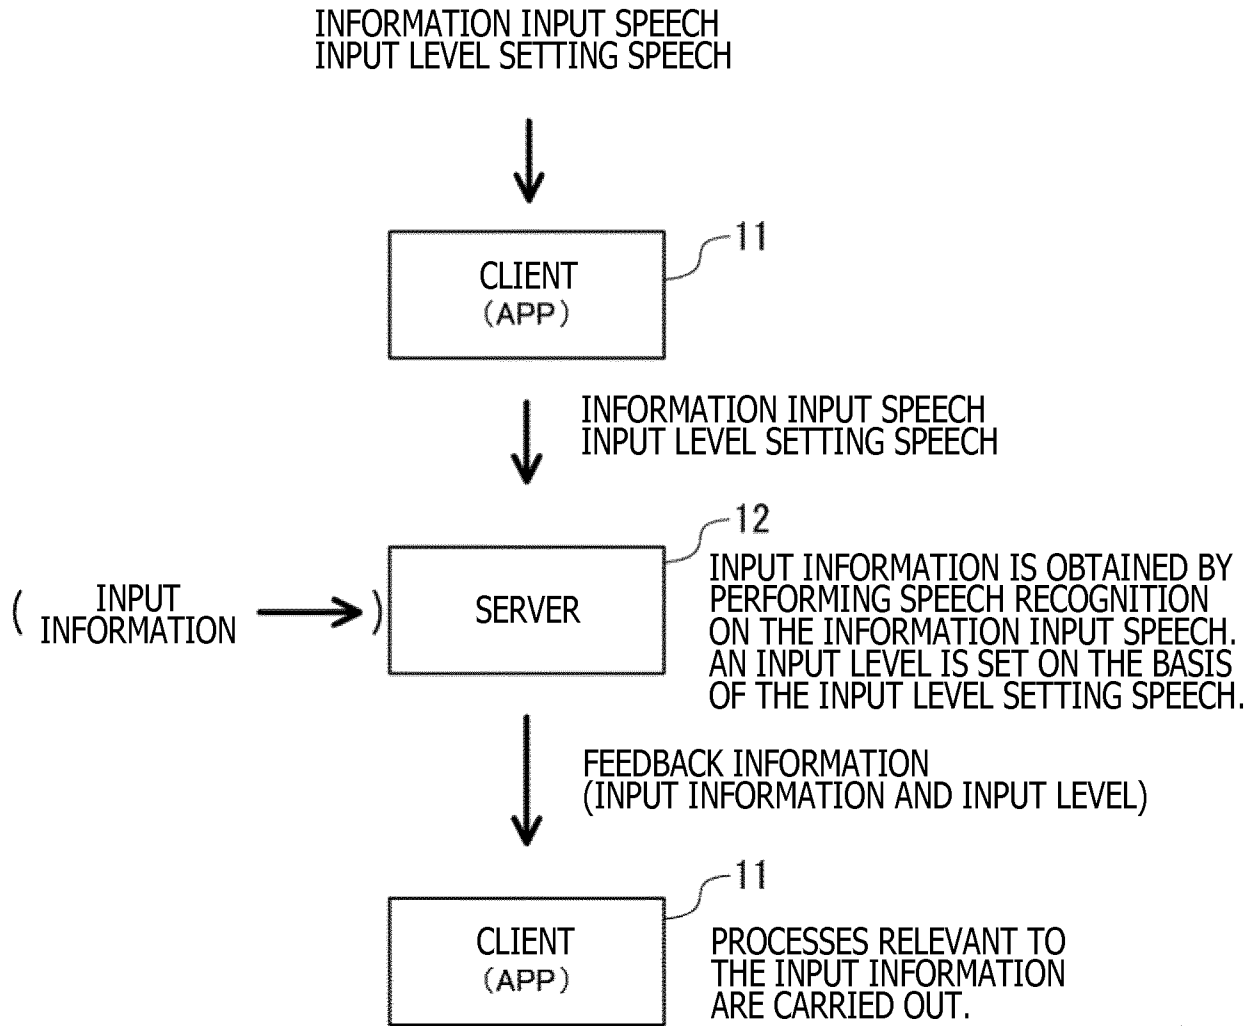 INFORMATION INPUT SPEECH
INPUT LEVEL SETTING SPEECH
11
CLIENT
(APP)
INFORMATION INPUT SPEECH
INPUT LEVEL SETTING SPEECH
12
( INPUT
INFORMATION )
SERVER
INPUT INFORMATION IS OBTAINED BY
PERFORMING SPEECH RECOGNITION
ON THE INFORMATION INPUT SPEECH.
AN INPUT LEVEL IS SET ON THE BASIS
OF THE INPUT LEVEL SETTING SPEECH.
FEEDBACK INFORMATION
(INPUT INFORMATION AND INPUT LEVEL)
11
CLIENT
(APP)
PROCESSES RELEVANT TO
THE INPUT INFORMATION
ARE CARRIED OUT.